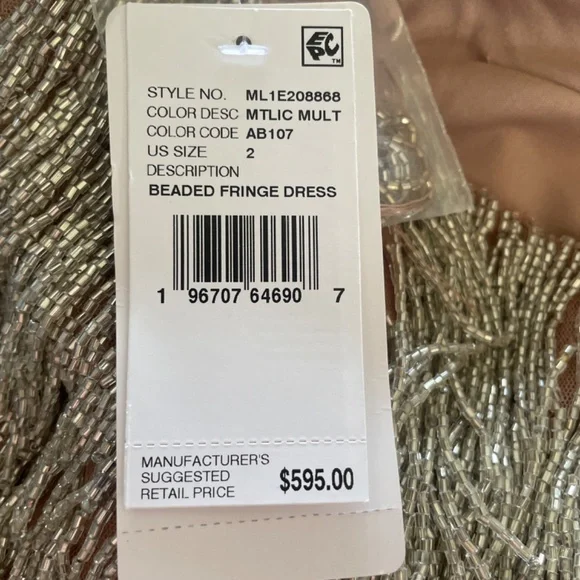 EPC™
STYLE NO. ML1E208868
COLOR DESC MTLIC MULT
COLOR CODE AB107
US SIZE 2
DESCRIPTION
BEADED FRINGE DRESS
1 96707 64690 7
MANUFACTURER'S
SUGGESTED
RETAIL PRICE $595.00